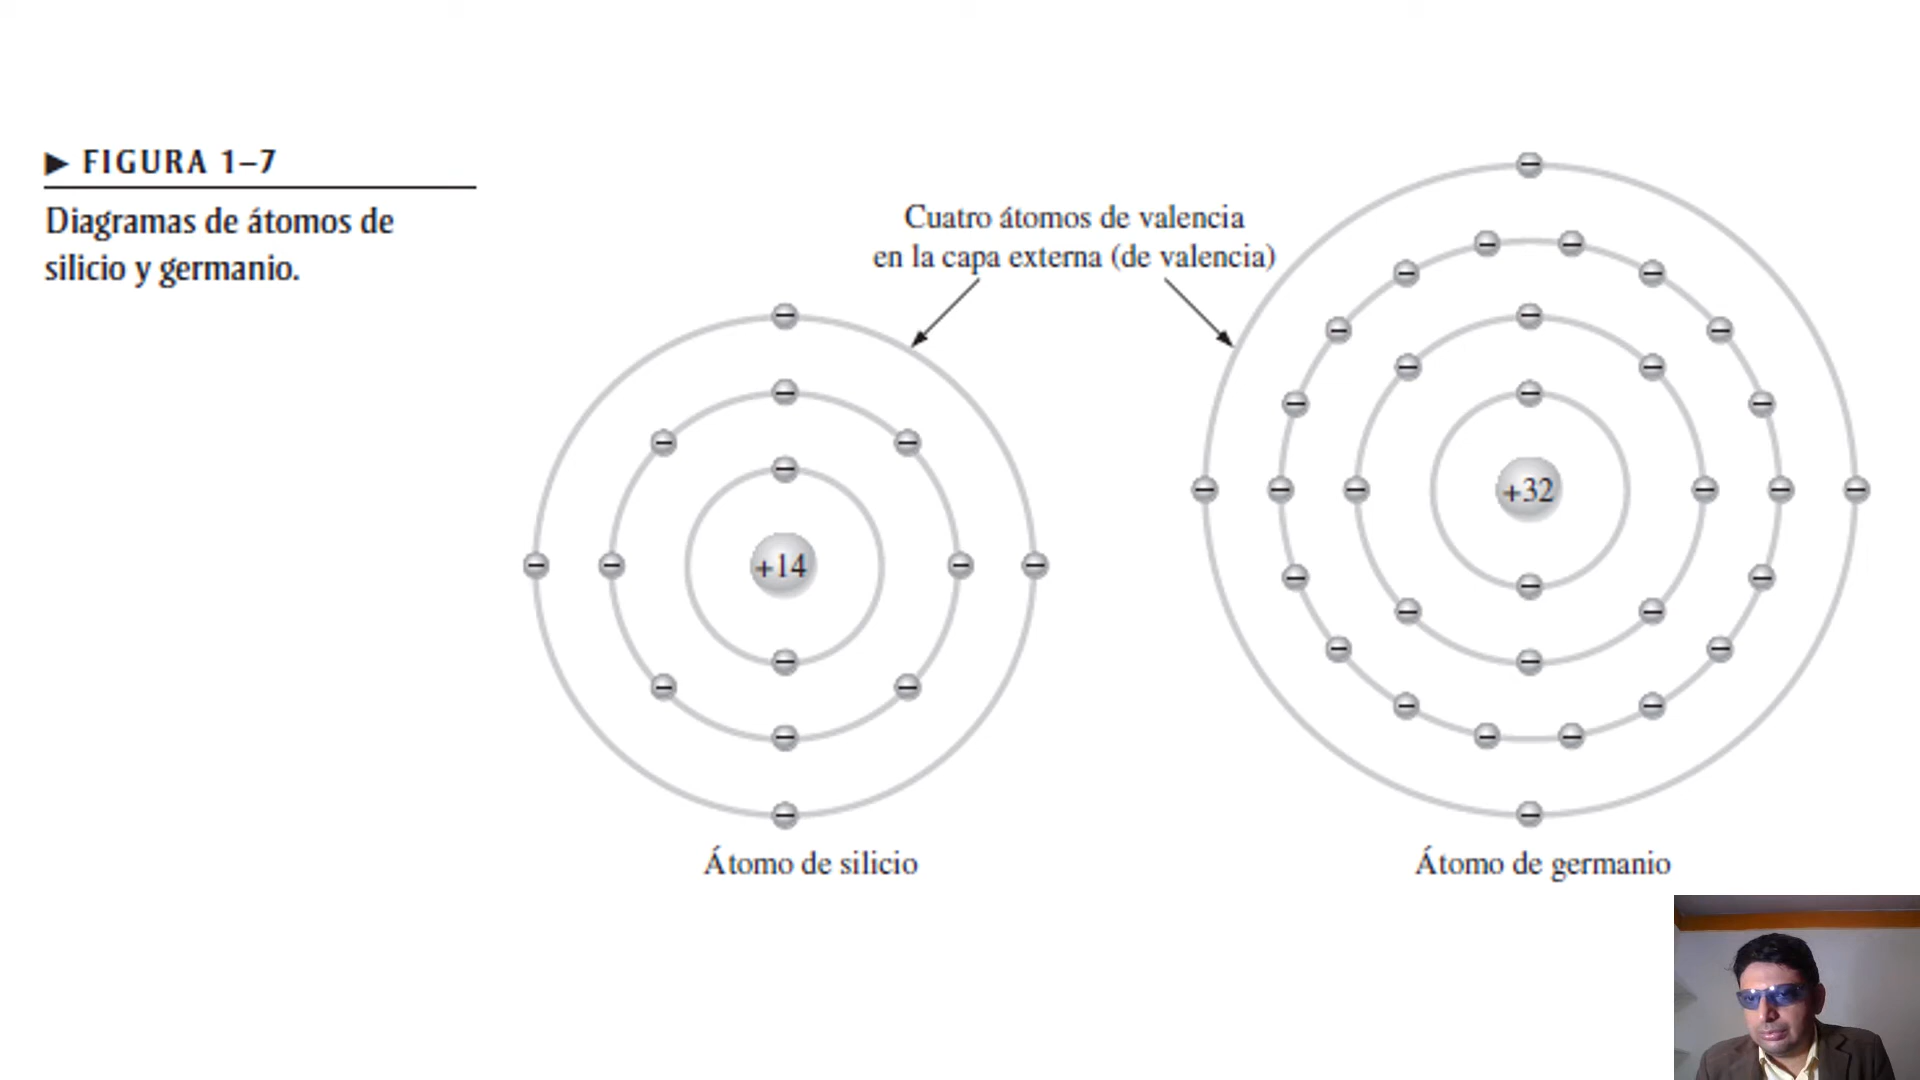 ► FIGURA 1–7
Diagramas de átomos de
silicio y germanio.
Cuatro átomos de valencia
en la capa externa (de valencia)
+14
+32
Átomo de silicio
Átomo de germanio